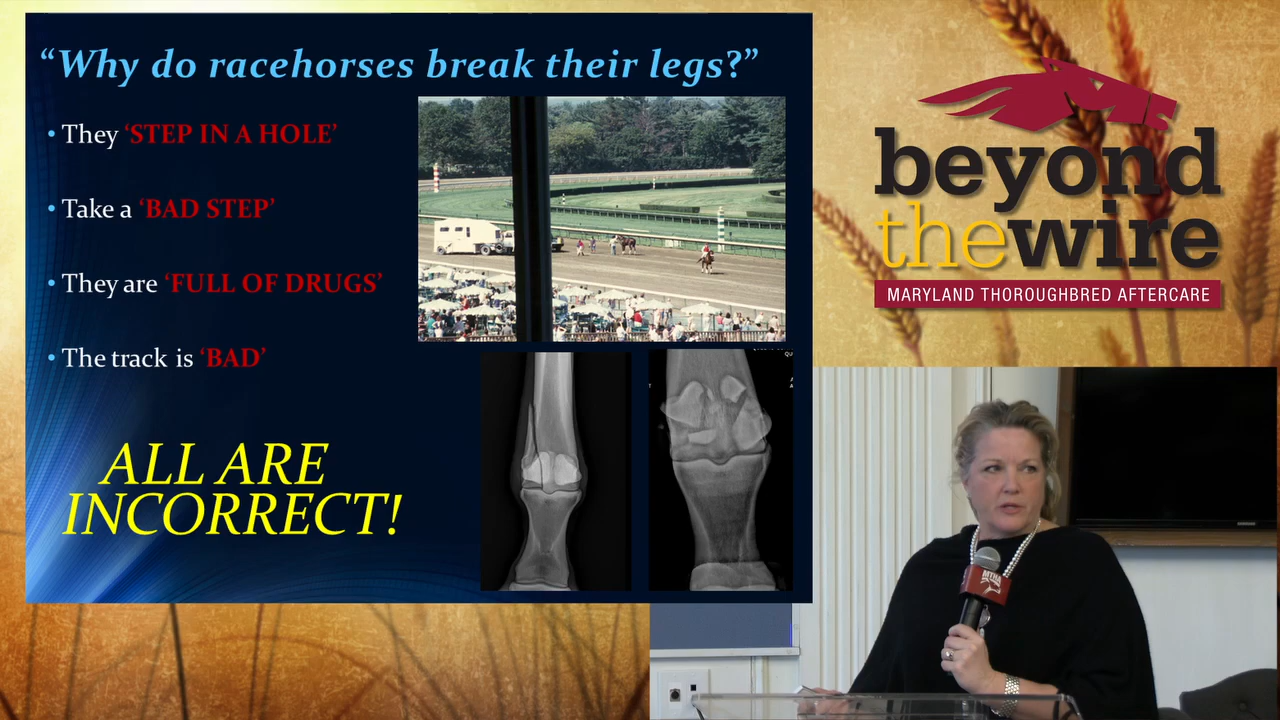 “Why do racehorses break their legs?”
• They ‘STEP IN A HOLE’
• Take a ‘BAD STEP’
• They are ‘FULL OF DRUGS’
• The track is ‘BAD’
ALL ARE
INCORRECT!
beyond
thewire
MARYLAND THOROUGHBRED AFTERCARE
MTHA